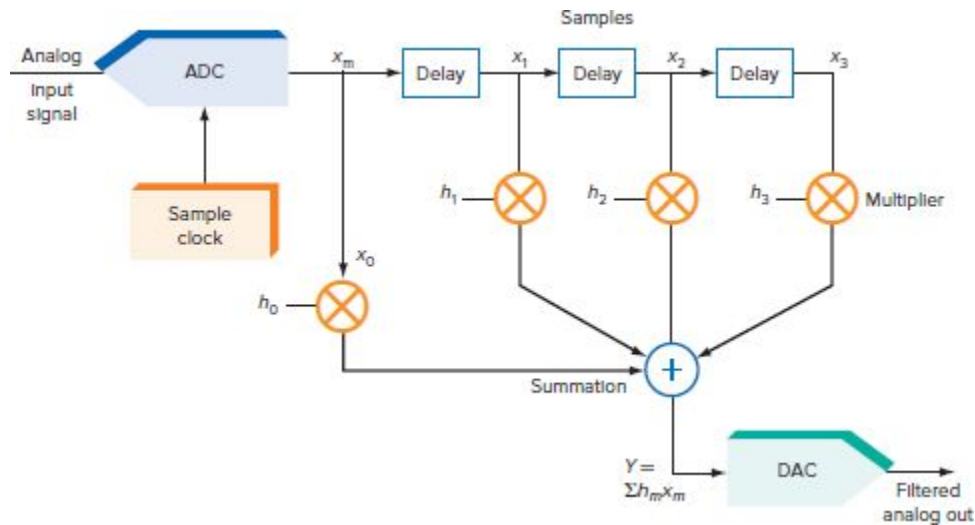 Samples
Analog
Input
signal
ADC
xm
Delay
x1
Delay
x2
Delay
x3
Sample
clock
h1
h2
h3
Multiplier
x0
h0
+
Summation
Y =
Σhmxm
DAC
Filtered
analog out